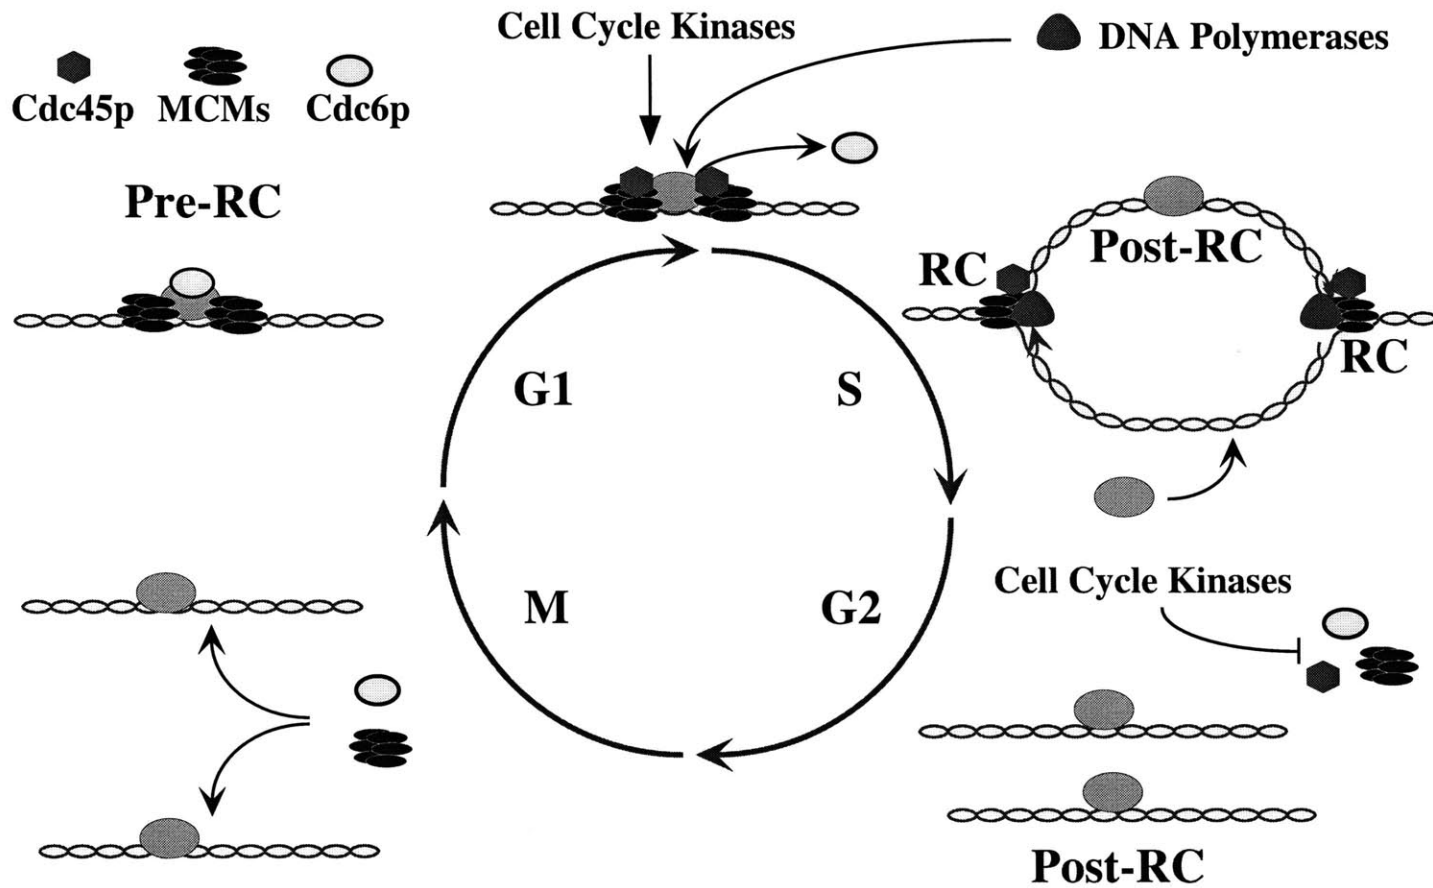 Cell Cycle Kinases
DNA Polymerases
Cdc45p MCMs Cdc6p
Pre-RC
Post-RC
RC
RC
G1
S
Cell Cycle Kinases
M
G2
Post-RC